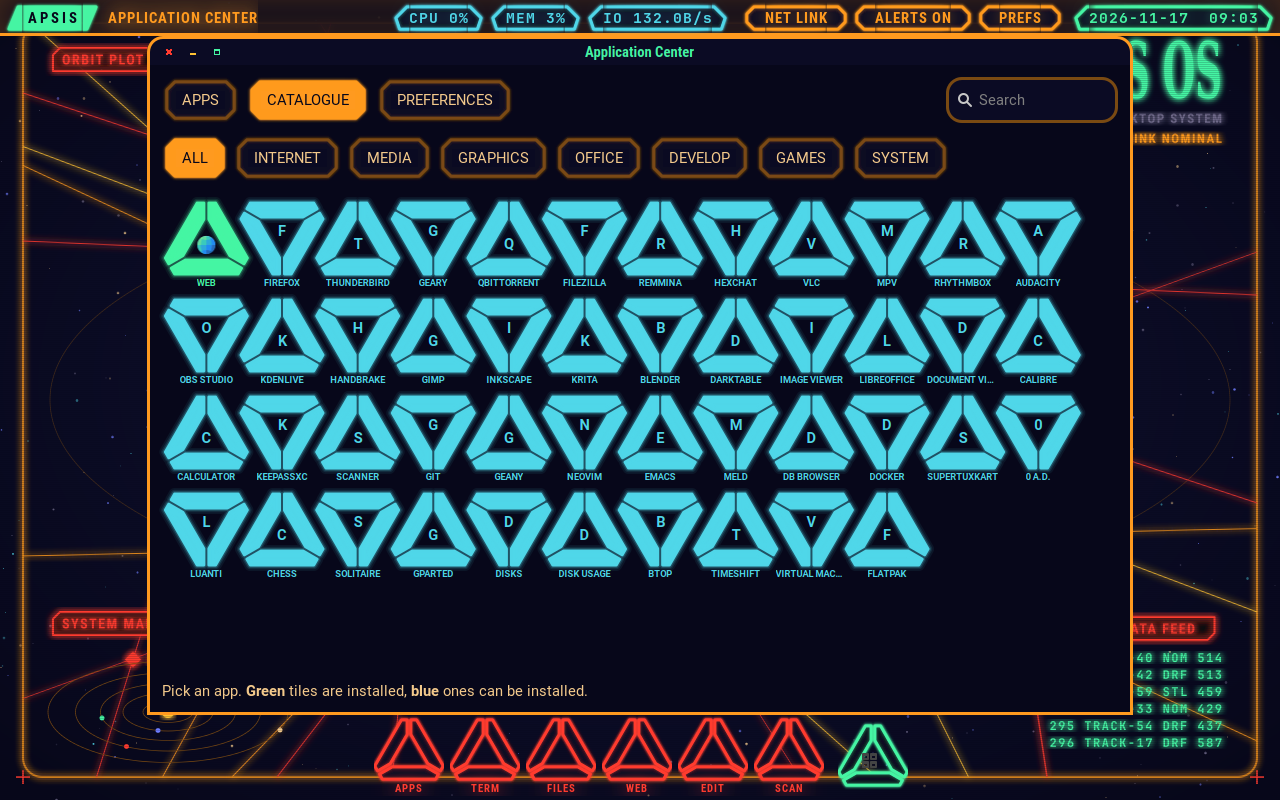 APSIS APPLICATION CENTER CPU 0% MEM 3% IO 132.0B/s NET LINK ALERTS ON PREFS 2026-11-17 09:03
Application Center
ORBIT PLOT
S OS
APPS CATALOGUE PREFERENCES Search
KTOP SYSTEM
INK NOMINAL
ALL INTERNET MEDIA GRAPHICS OFFICE DEVELOP GAMES SYSTEM
F T G Q F R H V M R A
WEB FIREFOX THUNDERBIRD GEARY QBITTORRENT FILEZILLA REMMINA HEXCHAT VLC MPV RHYTHMBOX AUDACITY
O K H G I K B D I L D C
OBS STUDIO KDENLIVE HANDBRAKE GIMP INKSCAPE KRITA BLENDER DARKTABLE IMAGE VIEWER LIBREOFFICE DOCUMENT VI... CALIBRE
C K S G G N E M D D S 0
CALCULATOR KEEPASSXC SCANNER GIT GEANY NEOVIM EMACS MELD DB BROWSER DOCKER SUPERTUXKART 0 A.D.
L C S G D D B T V F
LUANTI CHESS SOLITAIRE GPARTED DISKS DISK USAGE BTOP TIMESHIFT VIRTUAL MAC... FLATPAK
SYSTEM MA
ATA FEED
40 NOM 514
42 DRF 513
59 STL 459
33 NOM 429
295 TRACK-54 DRF 437
296 TRACK-17 DRF 587
Pick an app. Green tiles are installed, blue ones can be installed.
APPS TERM FILES WEB EDIT SCAN